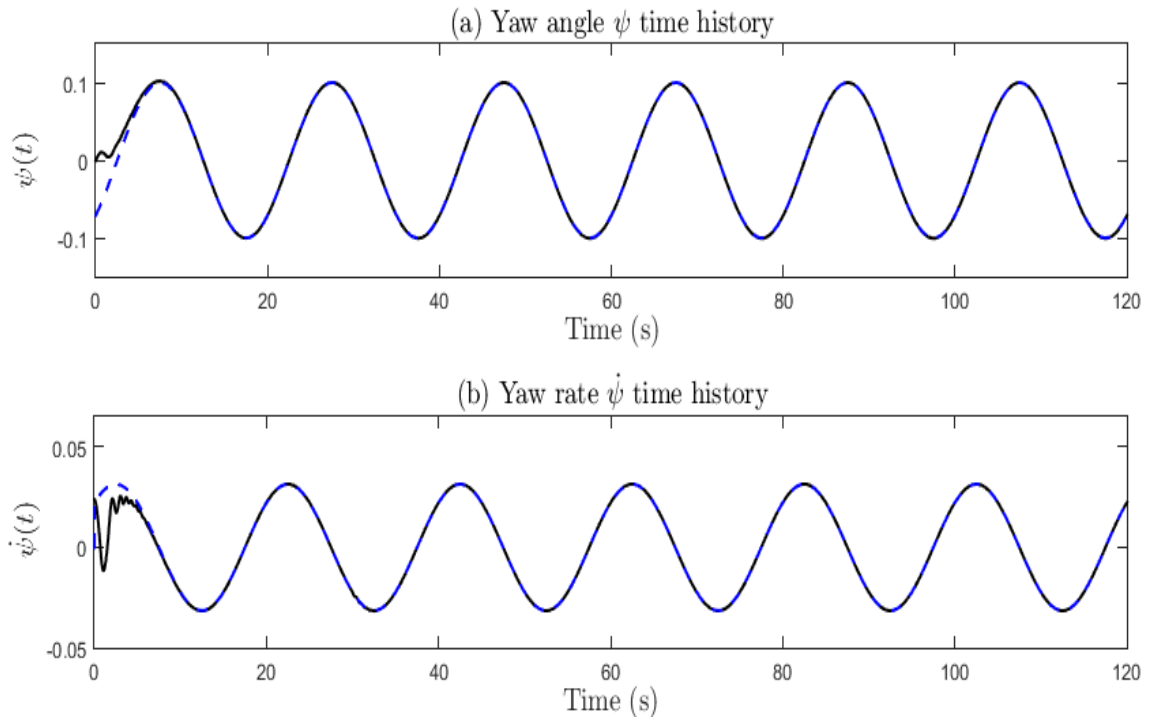 (a) Yaw angle ψ time history
ψ(t)
0.1
0
-0.1
0 20 40 60 80 100 120
Time (s)
(b) Yaw rate ψ̇ time history
ψ̇(t)
0.05
0
-0.05
0 20 40 60 80 100 120
Time (s)